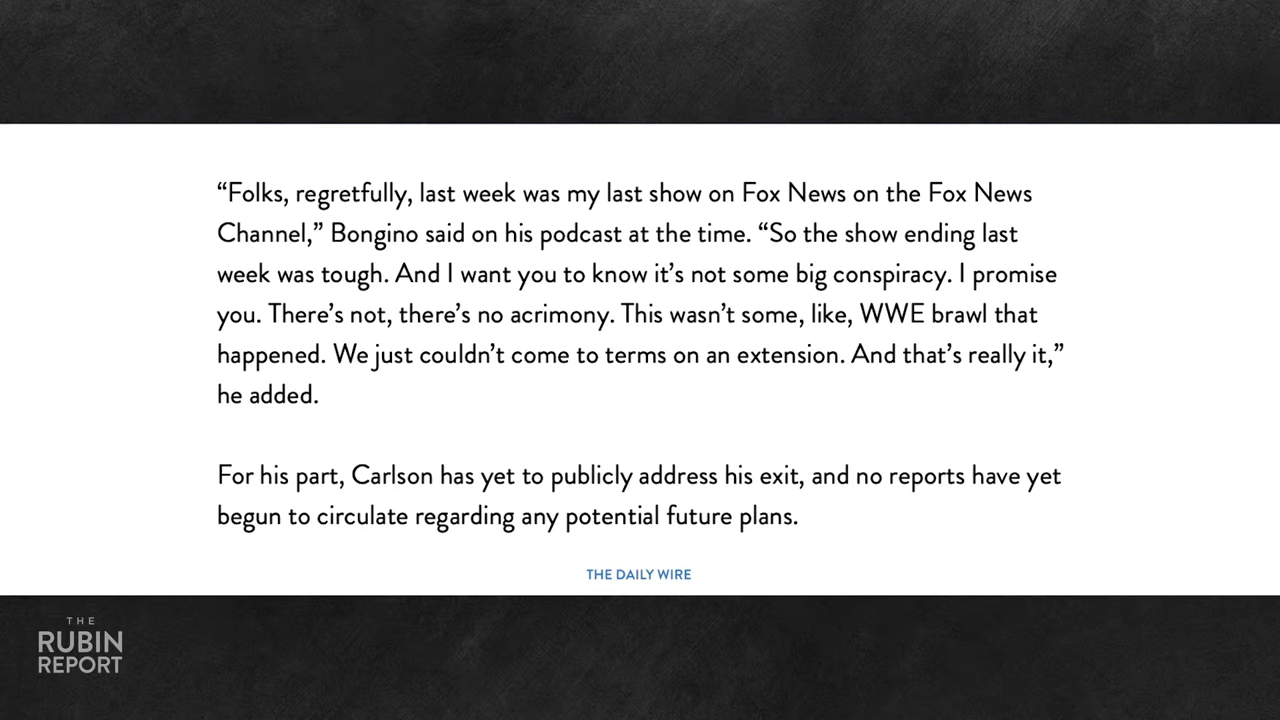 “Folks, regretfully, last week was my last show on Fox News on the Fox News
Channel,” Bongino said on his podcast at the time. “So the show ending last
week was tough. And I want you to know it’s not some big conspiracy. I promise
you. There’s not, there’s no acrimony. This wasn’t some, like, WWE brawl that
happened. We just couldn’t come to terms on an extension. And that’s really it,”
he added.
For his part, Carlson has yet to publicly address his exit, and no reports have yet
begun to circulate regarding any potential future plans.
THE DAILY WIRE
THE
RUBIN
REPORT